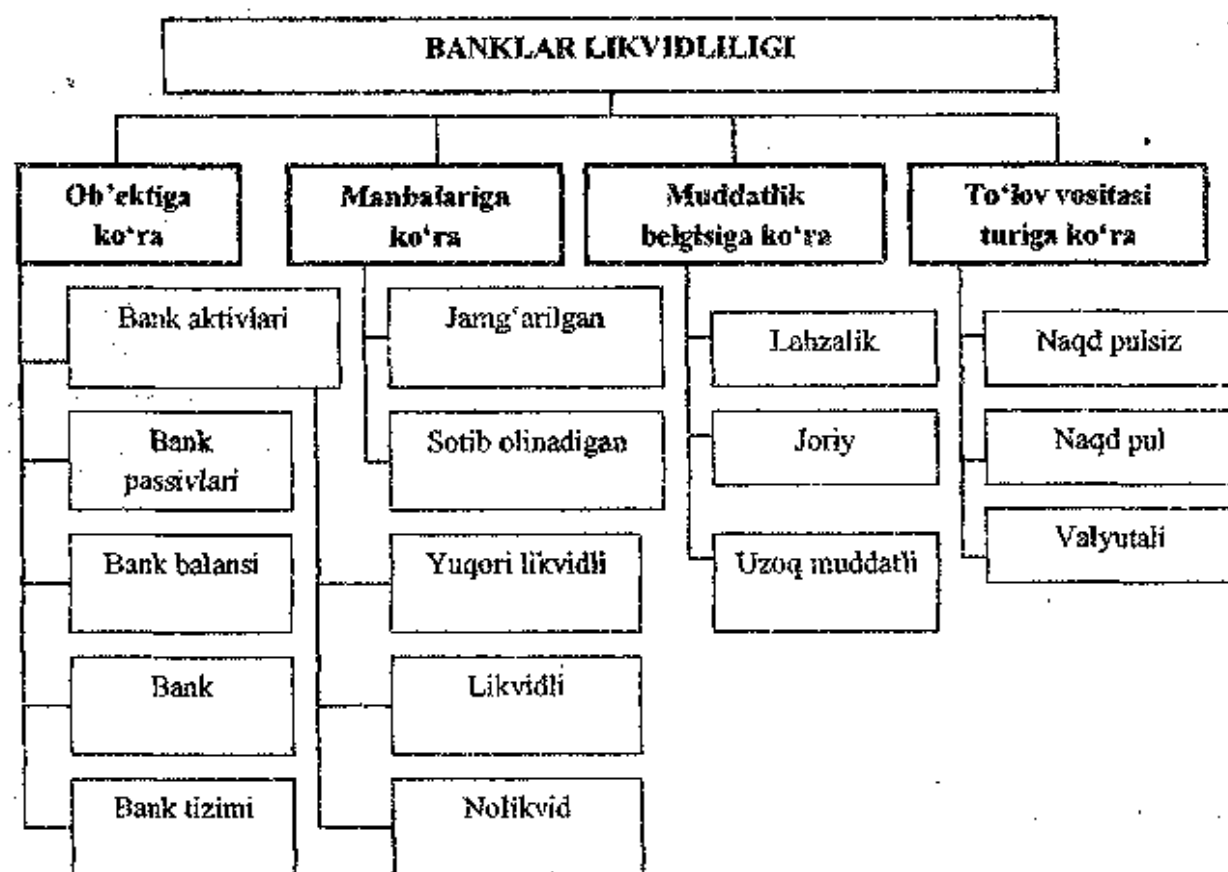 BANKLAR LIKVIDLILIGI
Ob’ektiga
ko‘ra
Manbalariga
ko‘ra
Muddatlik
belgisiga ko‘ra
To‘lov vositasi
turiga ko‘ra
Bank aktivlari
Bank
passivlari
Bank balansi
Bank
Bank tizimi
Jamg‘arilgan
Sotib olinadigan
Yuqori likvidli
Likvidli
Nolikvid
Lahzalik
Joriy
Uzoq muddatli
Naqd pulsiz
Naqd pul
Valyutali